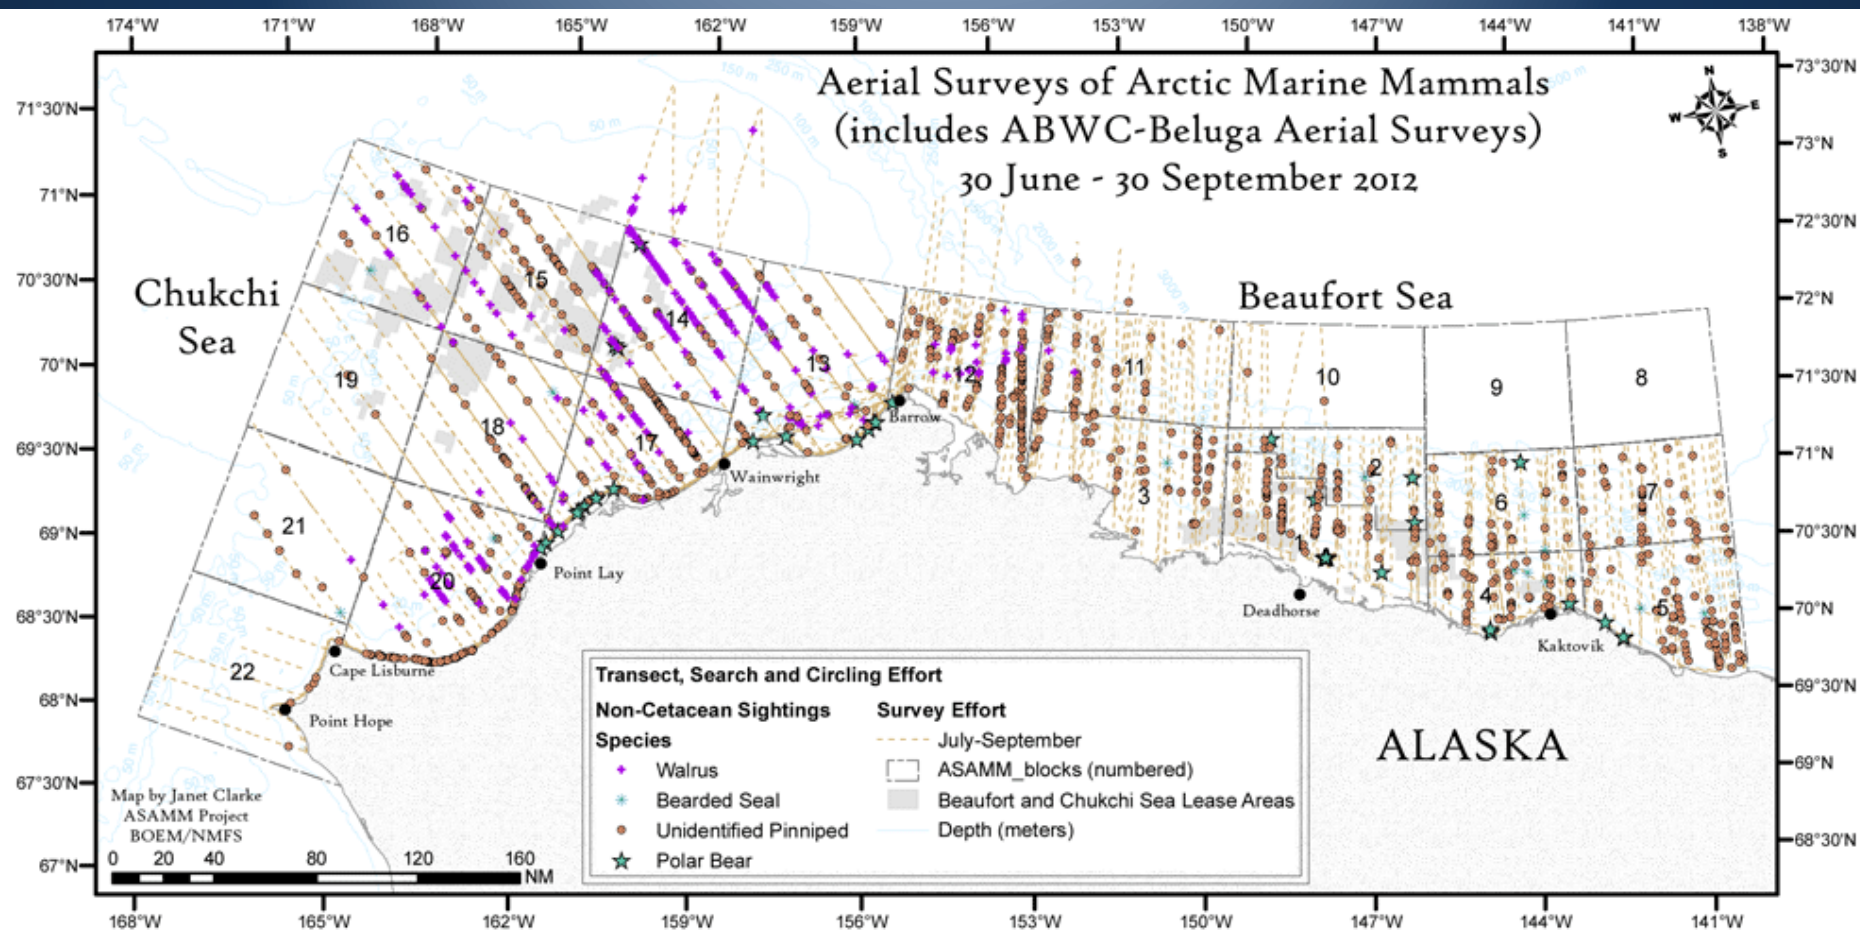 174°W 171°W 168°W 165°W 162°W 159°W 156°W 153°W 150°W 147°W 144°W 141°W 138°W
Aerial Surveys of Arctic Marine Mammals
(includes ABWC-Beluga Aerial Surveys)
30 June - 30 September 2012
N
W E
S
71°30'N
71°N
70°30'N
70°N
69°30'N
69°N
68°30'N
68°N
67°30'N
67°N
73°30'N
73°N
72°30'N
72°N
71°30'N
71°N
70°30'N
70°N
69°30'N
69°N
68°30'N
Chukchi
Sea
Beaufort Sea
50 m
150 m
250 m
50 m
100 m
2000 m
3000 m
16
15
14
13
12
11
10
9
8
19
18
17
3
2
6
7
21
20
1
4
5
22
Barrow
Wainwright
Point Lay
Cape Lisburne
Point Hope
Deadhorse
Kaktovik
ALASKA
Transect, Search and Circling Effort
Non-Cetacean Sightings Survey Effort
Species July-September
Walrus ASAMM_blocks (numbered)
Bearded Seal Beaufort and Chukchi Sea Lease Areas
Unidentified Pinniped Depth (meters)
Polar Bear
Map by Janet Clarke
ASAMM Project
BOEM/NMFS
0 20 40 80 120 160
NM
168°W 165°W 162°W 159°W 156°W 153°W 150°W 147°W 144°W 141°W